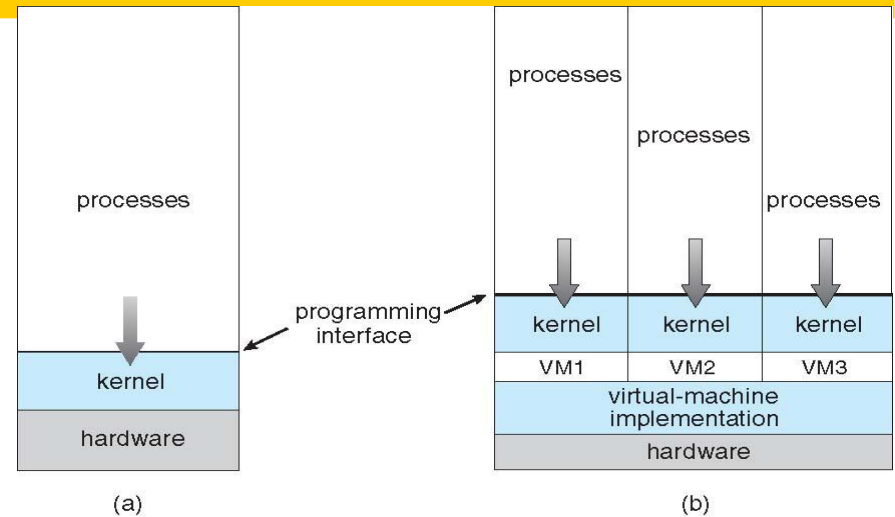 processes
kernel
hardware
(a)
programming
interface
processes
processes
processes
kernel
kernel
kernel
VM1
VM2
VM3
virtual-machine
implementation
hardware
(b)